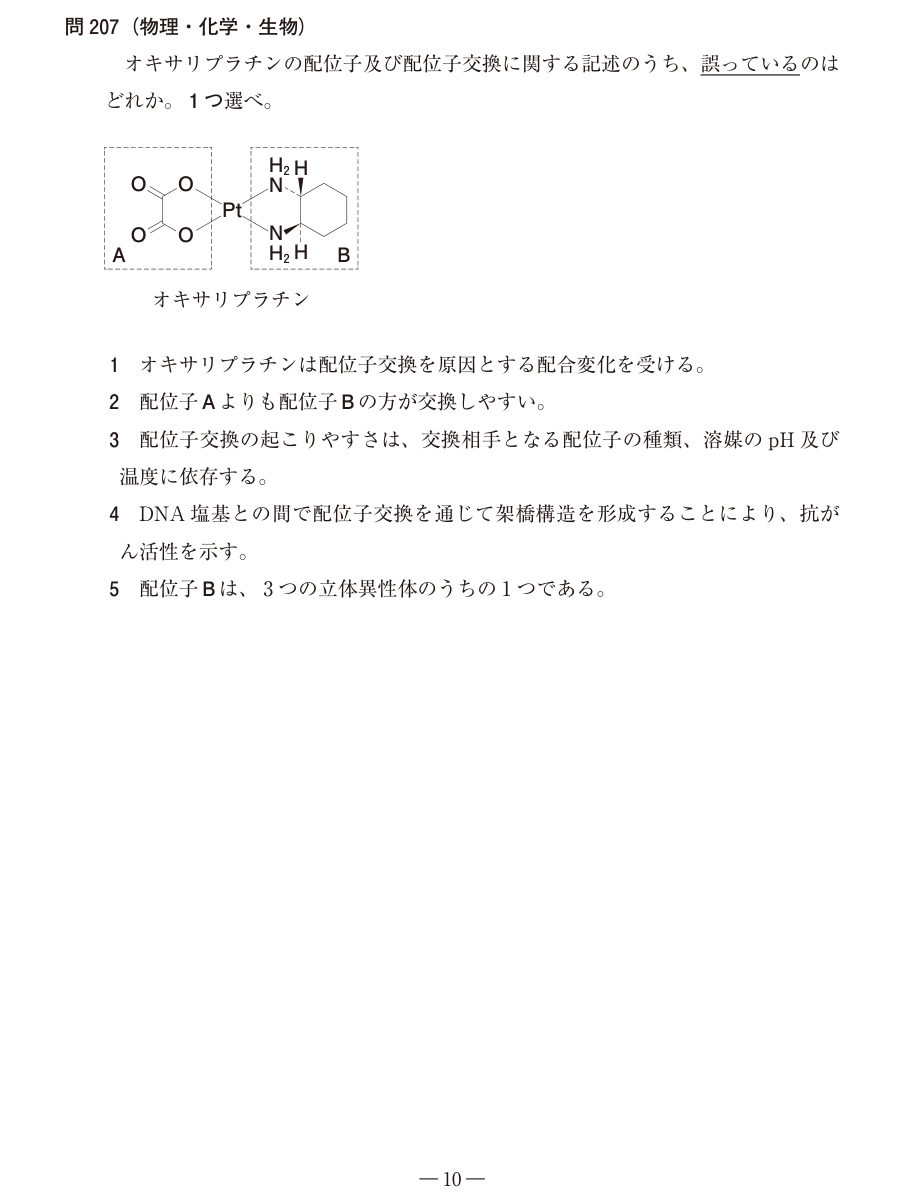 問 207（物理・化学・生物）
オキサリプラチンの配位子及び配位子交換に関する記述のうち、誤っているのは
どれか。1つ選べ。
H₂ H
O O N
Pt
O O N
A H₂ H B
オキサリプラチン
1 オキサリプラチンは配位子交換を原因とする配合変化を受ける。
2 配位子Aよりも配位子Bの方が交換しやすい。
3 配位子交換の起こりやすさは、交換相手となる配位子の種類、溶媒の pH 及び
温度に依存する。
4 DNA 塩基との間で配位子交換を通じて架橋構造を形成することにより、抗が
ん活性を示す。
5 配位子Bは、3つの立体異性体のうちの1つである。
― 10 ―